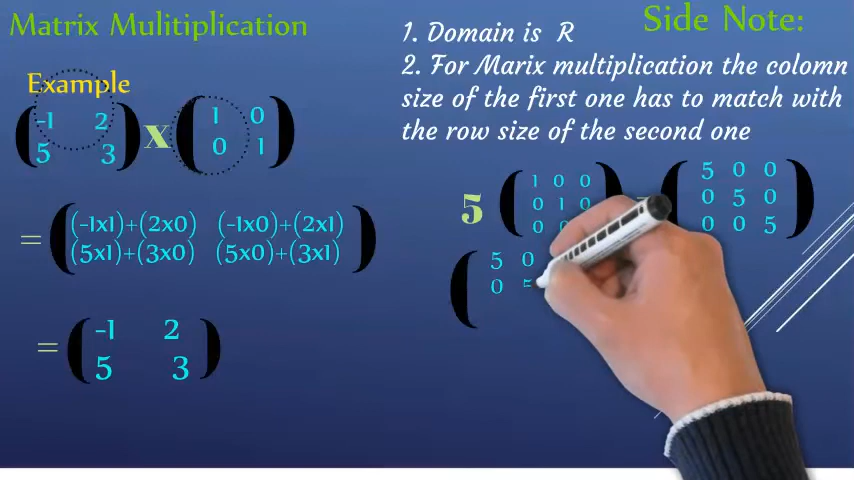 Matrix Mulitiplication
Example
-1 2 x 1 0
5 3 0 1
= (-1x1)+(2x0) (-1x0)+(2x1)
(5x1)+(3x0) (5x0)+(3x1)
= -1 2
5 3
Side Note:
1. Domain is R
2. For Marix multiplication the colomn
size of the first one has to match with
the row size of the second one
5 1 0 0 = 5 0 0
0 1 0 0 5 0
0 0 0 5
5 0
0